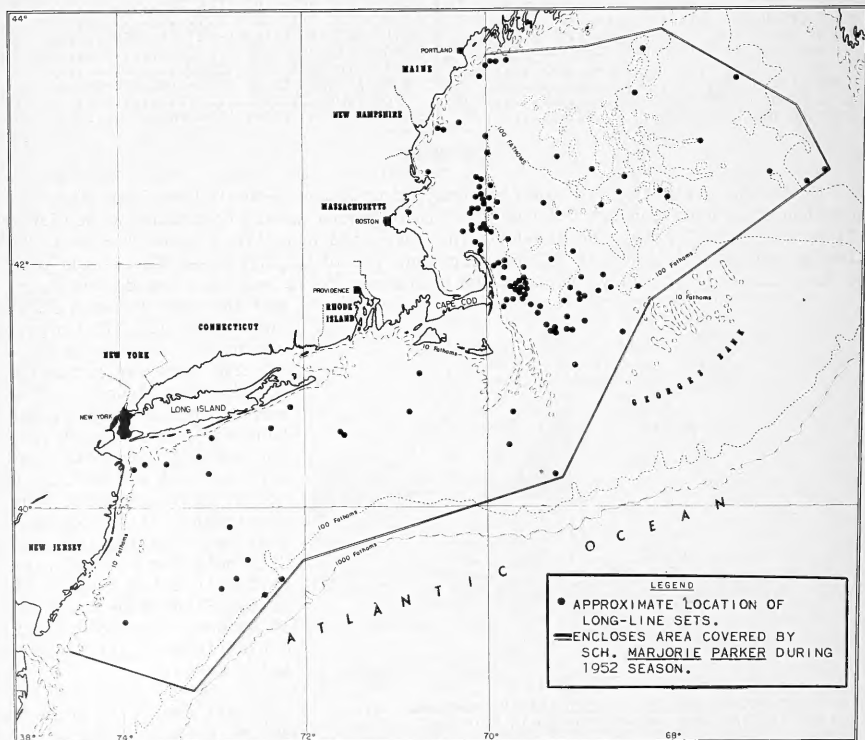 44°
PORTLAND
MAINE
NEW HAMPSHIRE
100 FATHOMS
MASSACHUSETTS
BOSTON
42°
100 Fathoms
PROVIDENCE
RHODE
ISLAND
CAPE COD
10 Fathoms
CONNECTICUT
NEW YORK
10 Fathoms
GEORGES BANK
NEW YORK
LONG ISLAND
40°
NEW JERSEY
10 Fathoms
100 Fathoms
1000 Fathoms
ATLANTIC OCEAN
LEGEND
APPROXIMATE LOCATION OF
LONG-LINE SETS.
ENCLOSES AREA COVERED BY
SCH. MARJORIE PARKER DURING
1952 SEASON.
38°
74°
72°
70°
68°